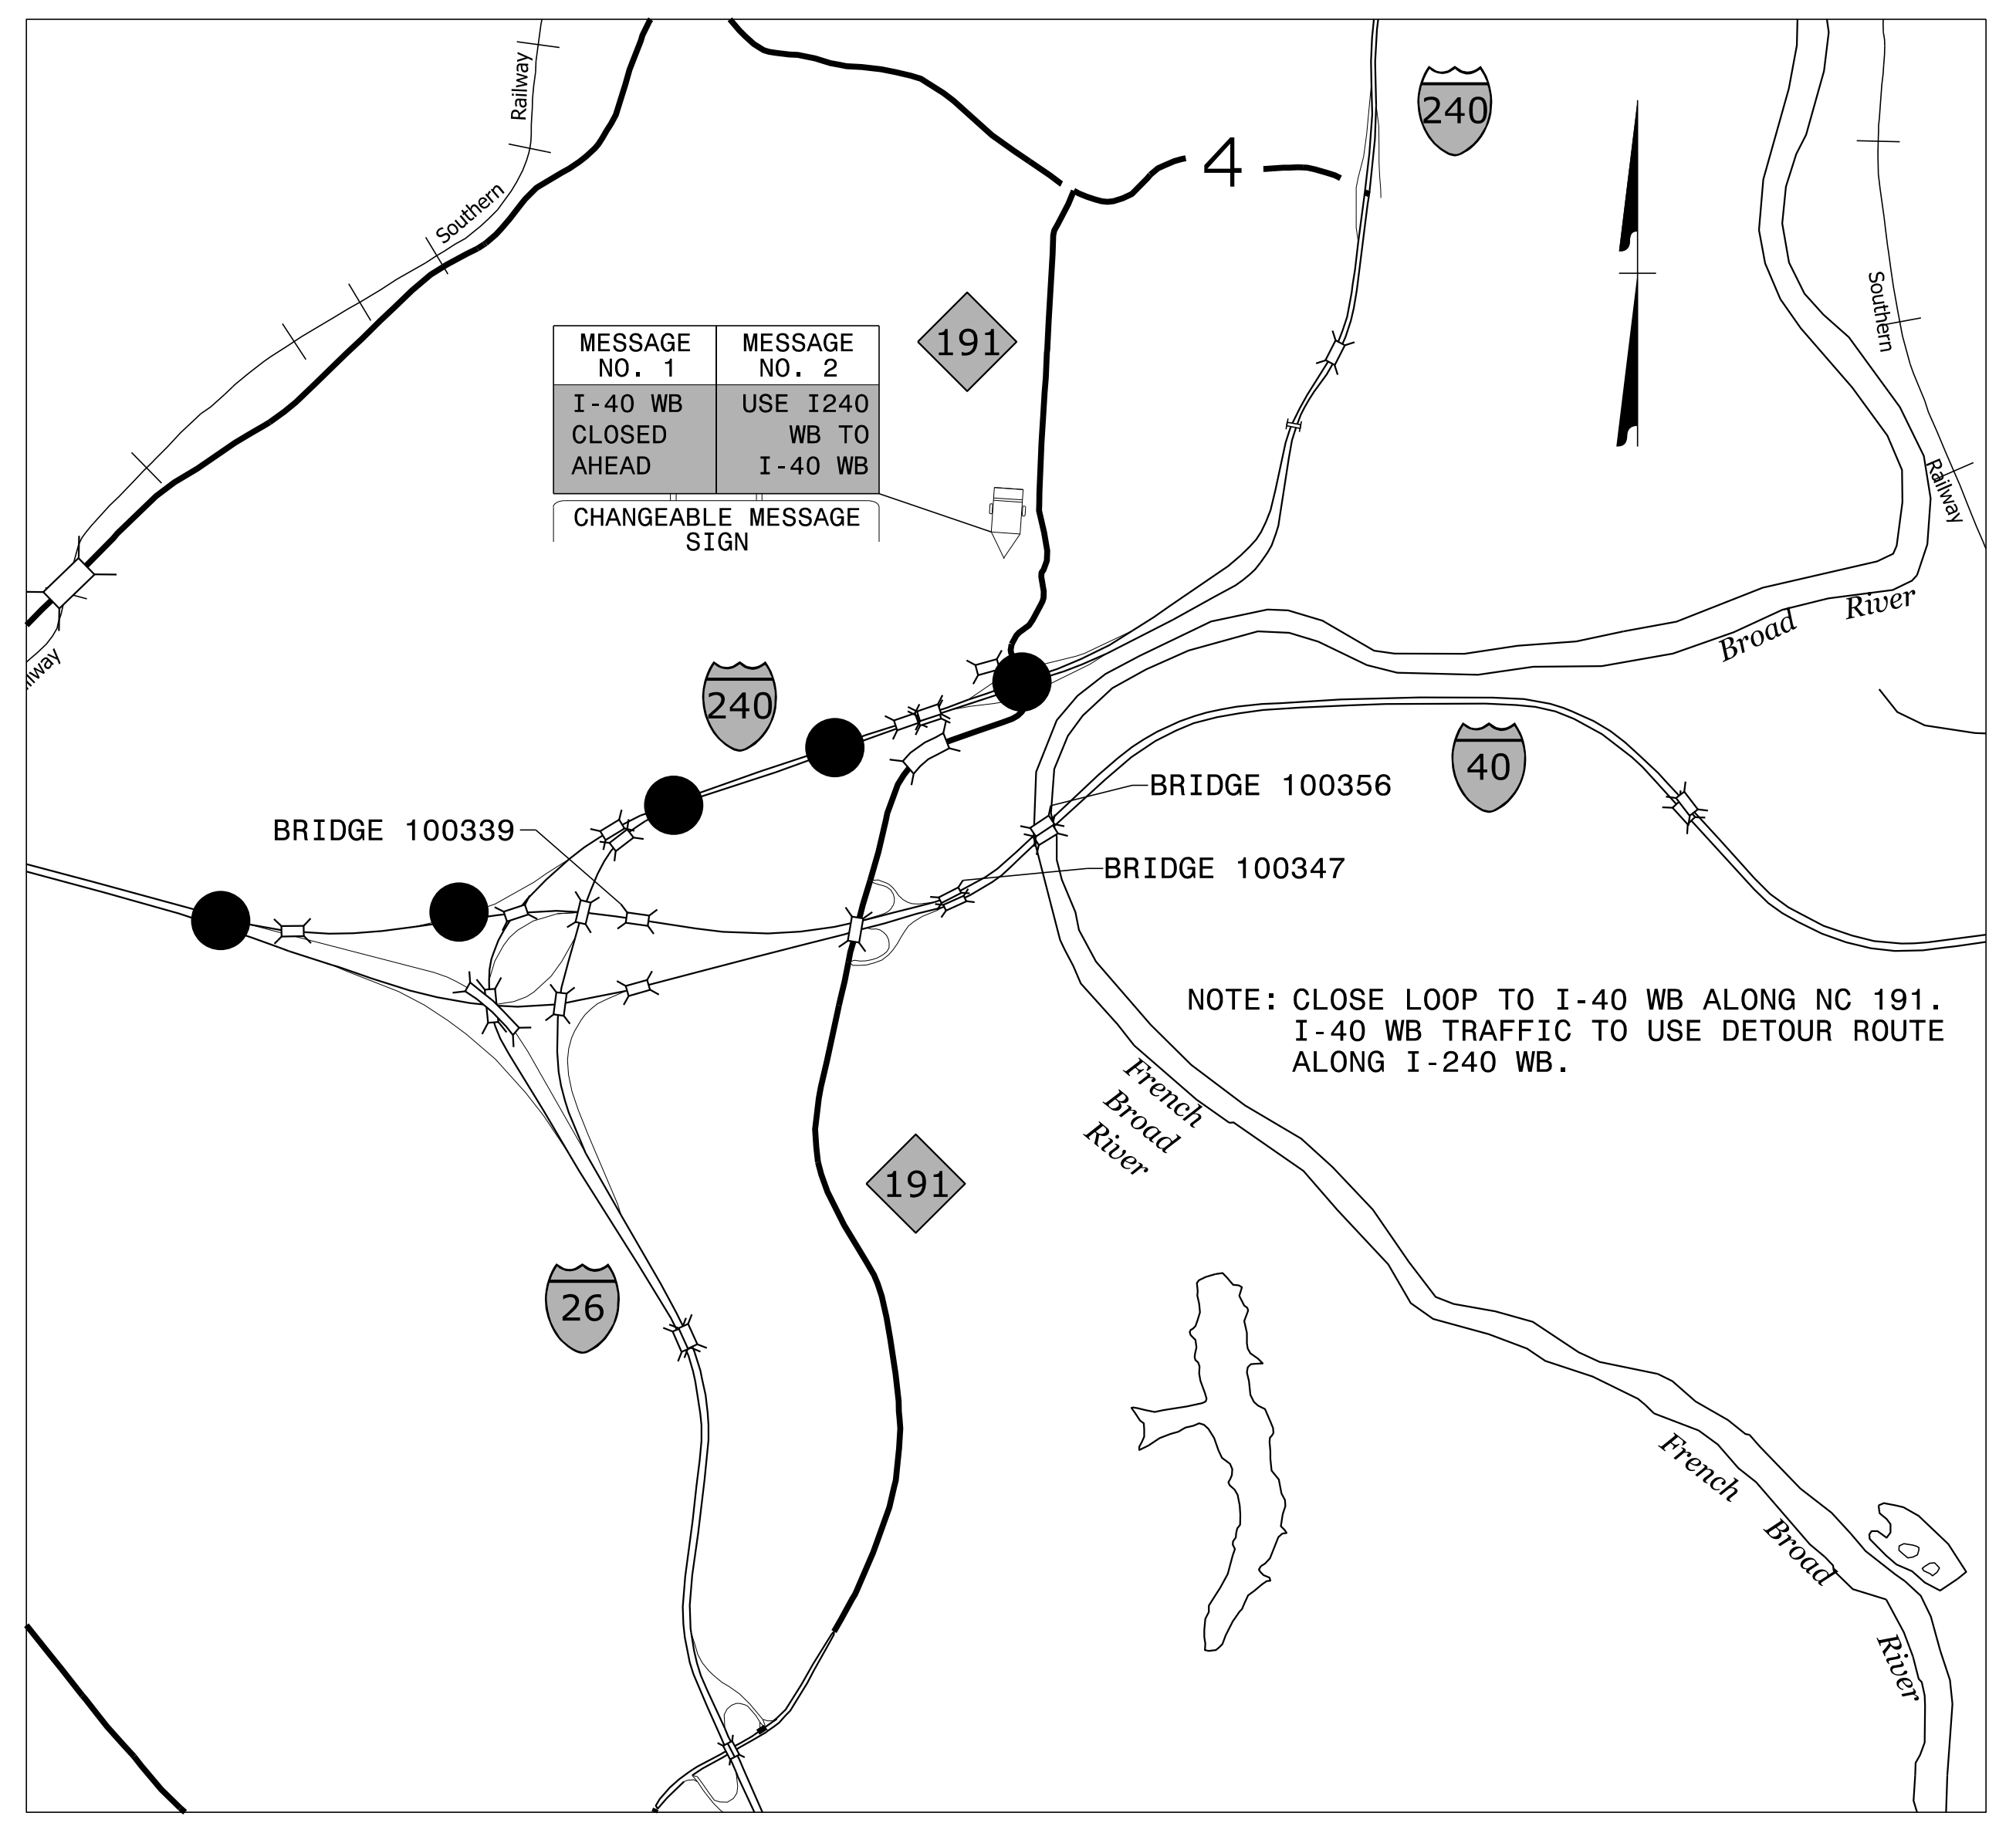 Railway
240
4
Southern
191
Southern
MESSAGE NO. 1
MESSAGE NO. 2
I-40 WB CLOSED AHEAD
USE I240 WB TO I-40 WB
CHANGEABLE MESSAGE
SIGN
Railway
River
Broad
240
40
BRIDGE 100356
BRIDGE 100339
BRIDGE 100347
NOTE: CLOSE LOOP TO I-40 WB ALONG NC 191.
I-40 WB TRAFFIC TO USE DETOUR ROUTE
ALONG I-240 WB.
French
Broad
River
191
26
French
Broad
River